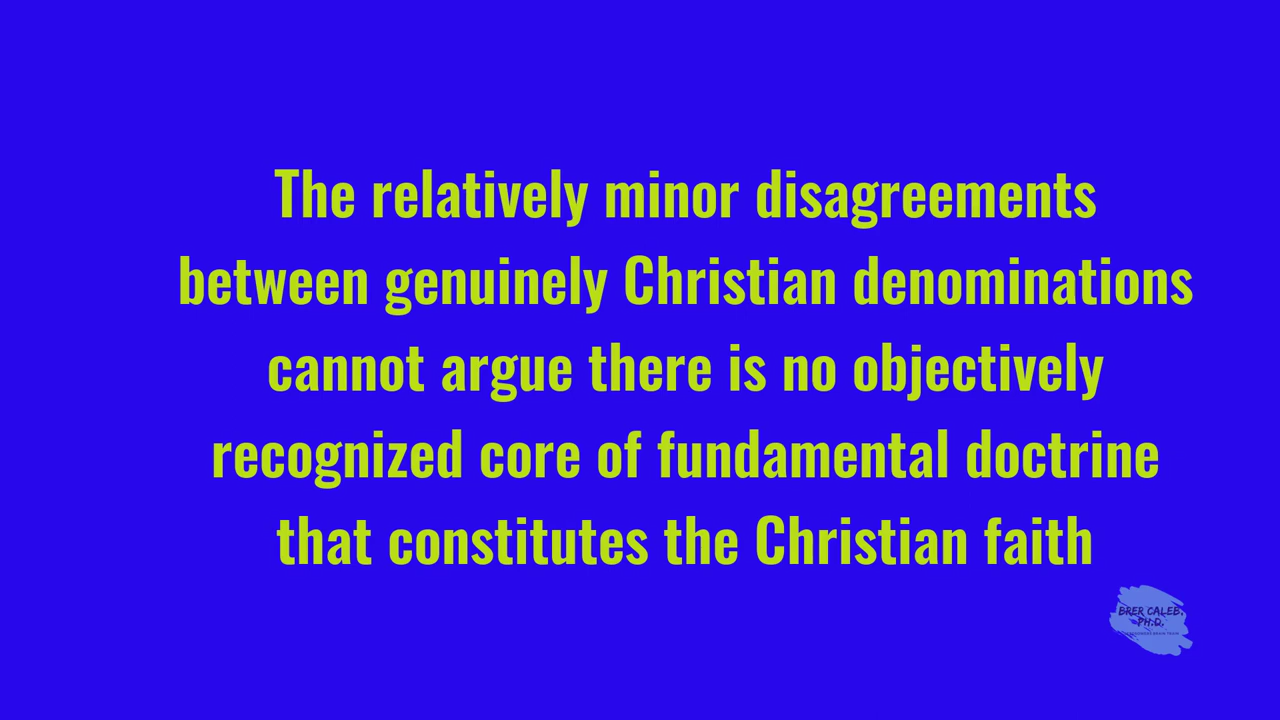 The relatively minor disagreements
between genuinely Christian denominations
cannot argue there is no objectively
recognized core of fundamental doctrine
that constitutes the Christian faith
BRER CALEB,
PH.D.